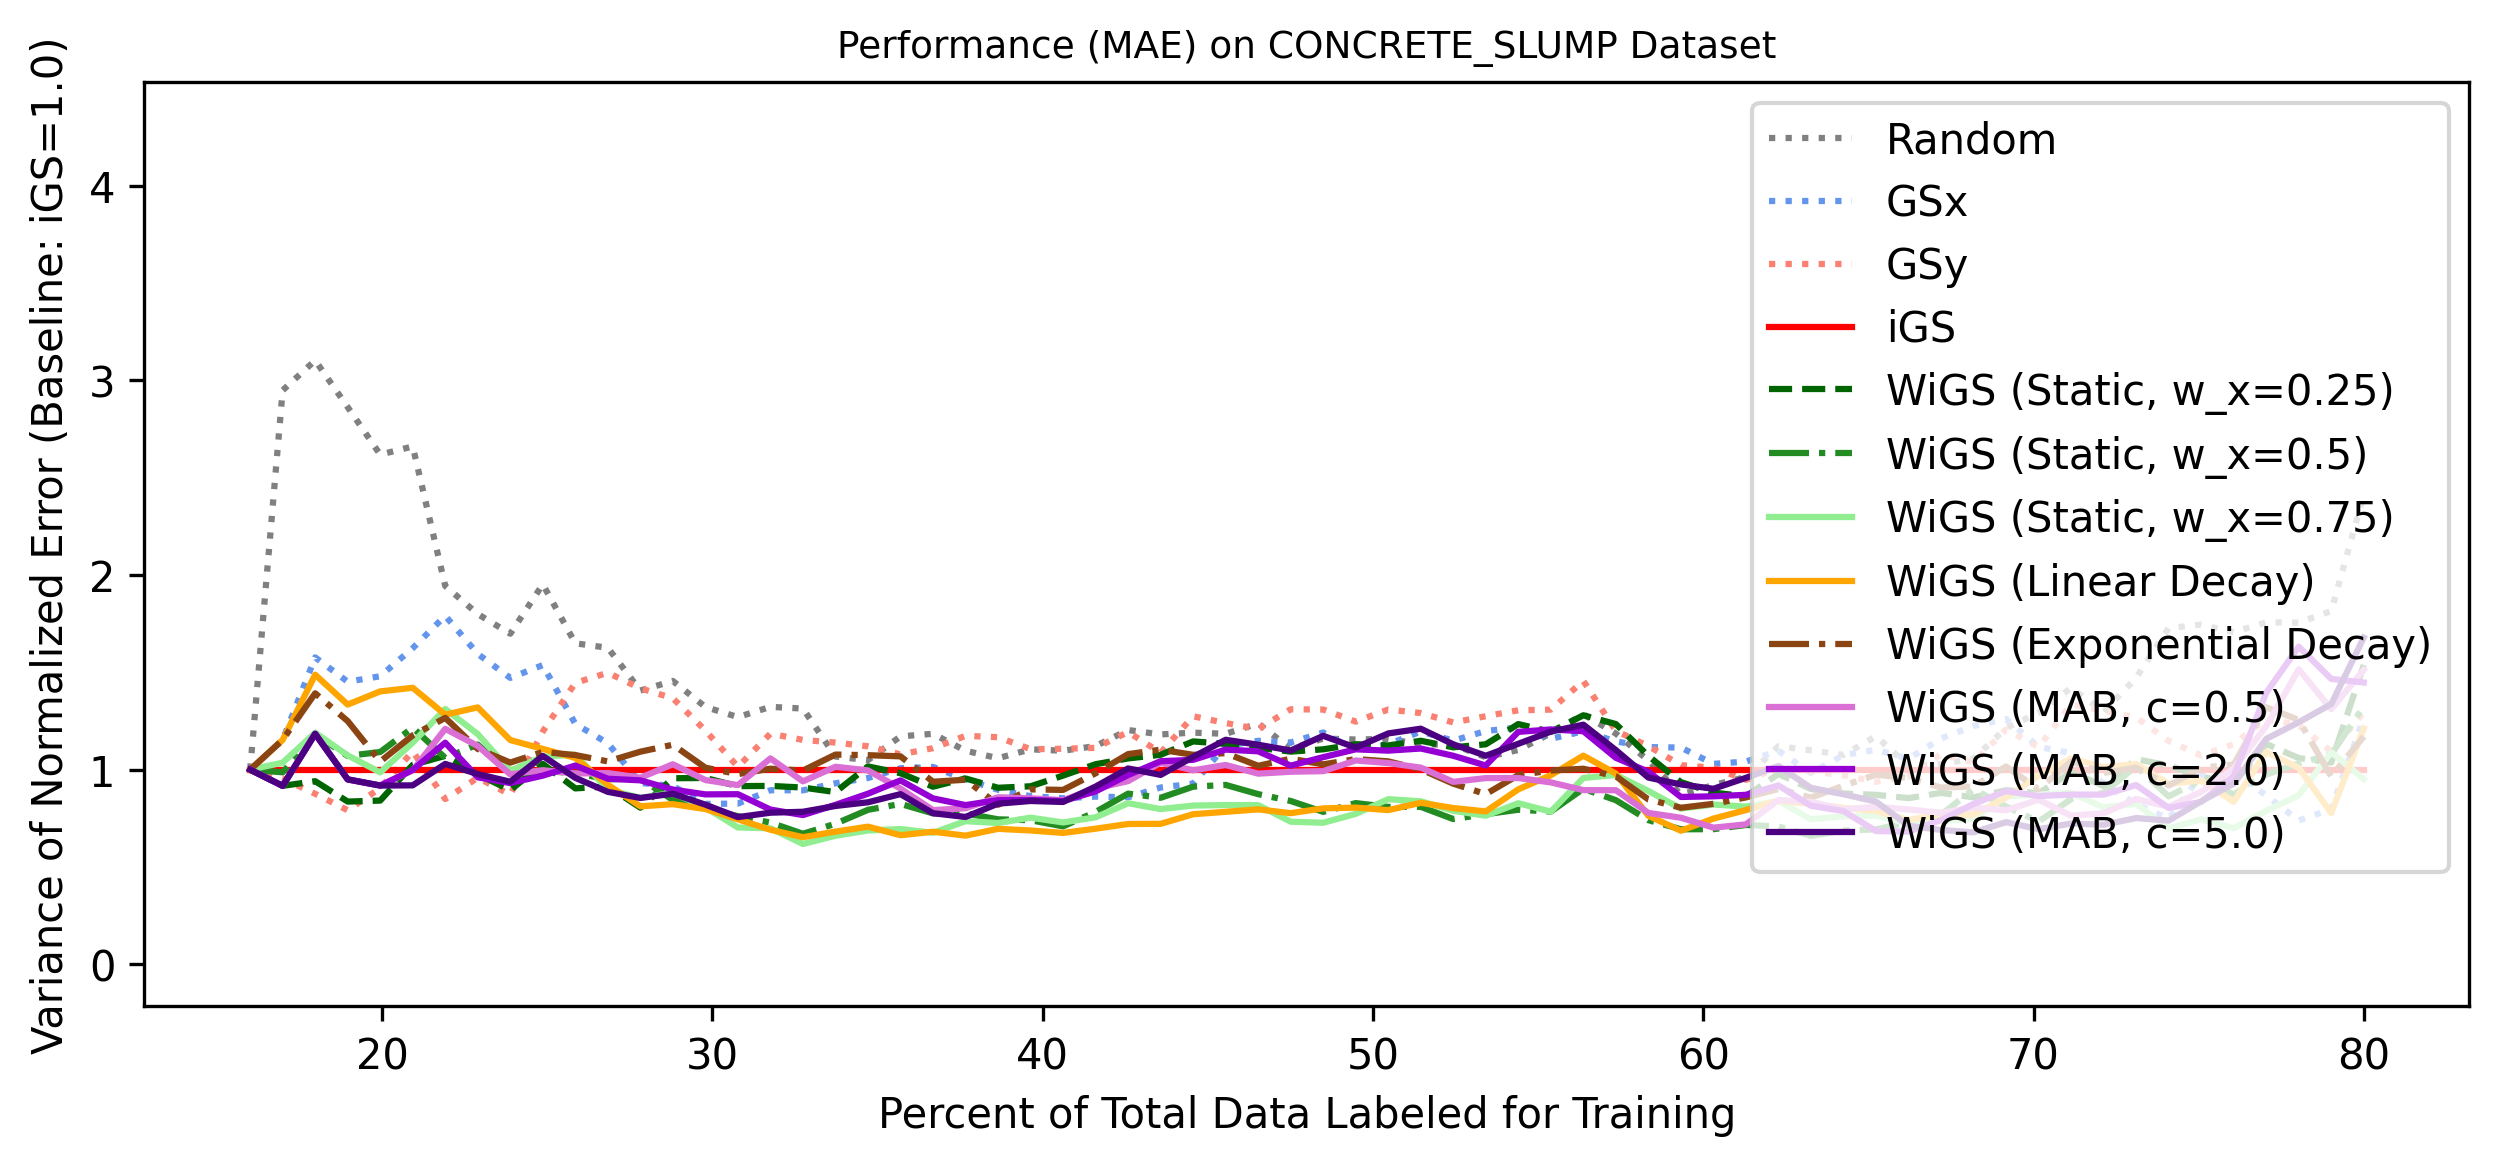 Performance (MAE) on CONCRETE_SLUMP Dataset
Variance of Normalized Error (Baseline: iGS=1.0)
4
3
2
1
0
Random
GSx
GSy
iGS
WiGS (Static, w_x=0.25)
WiGS (Static, w_x=0.5)
WiGS (Static, w_x=0.75)
WiGS (Linear Decay)
WiGS (Exponential Decay)
WiGS (MAB, c=0.5)
WiGS (MAB, c=2.0)
WiGS (MAB, c=5.0)
20 30 40 50 60 70 80
Percent of Total Data Labeled for Training